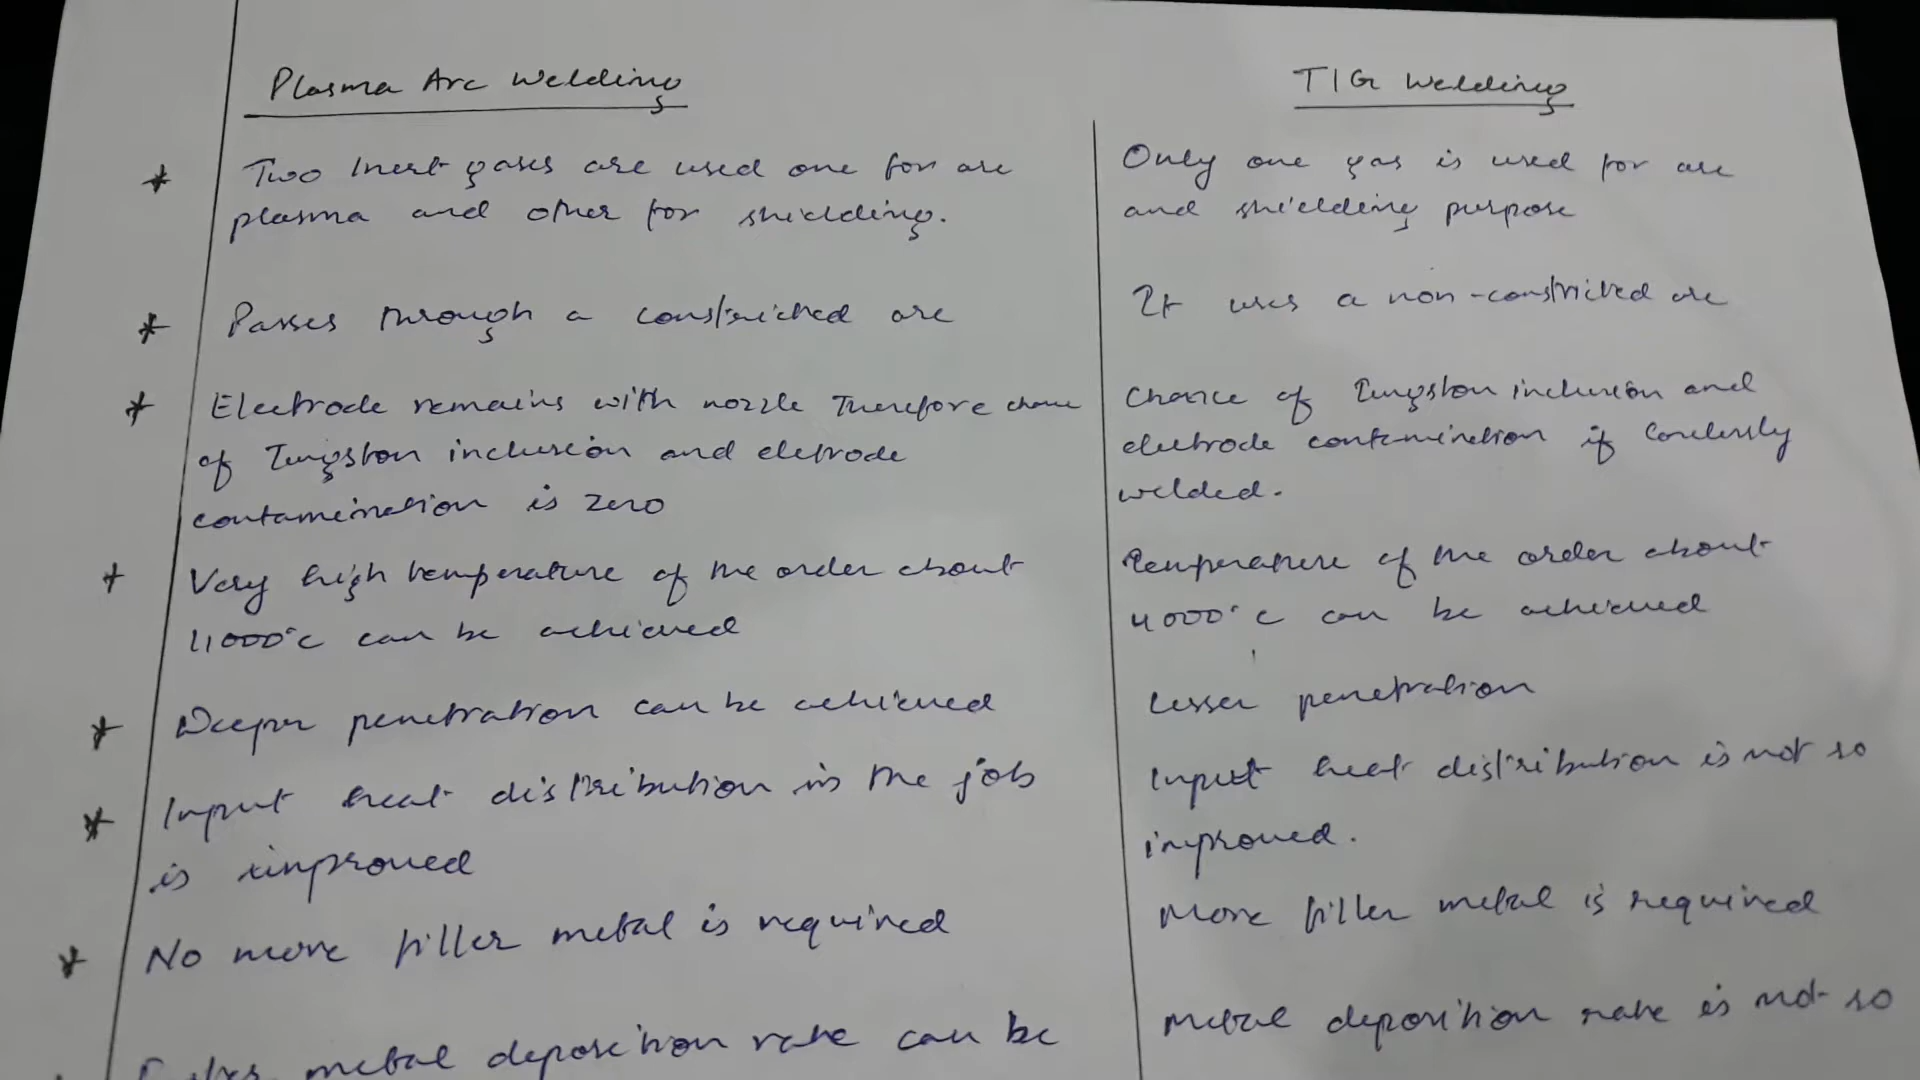 Plasma Arc Welding
Two Inert gases are used one for arc
plasma and other for shielding.
Passes through a constricted arc
Electrode remains with nozzle Therefore chance
of Tungston inclusion and eletrode
contamination is zero
Very high temperature of the order about
11000°C can be achieved
Deeper penetration can be achieved
Input heat distribution in the job
is improved
No more filler metal is required
metal deposition rate can be
TIG Welding
Only one gas is used for arc
and shielding purpose
It uses a non-constricted arc
Chance of Tungston inclusion and
electrode contamination if carelessly
welded.
Temperature of the order about
4000°C can be achieved
Lesser penetration
Input heat distribution is not so
improved.
More filler metal is required
Metal deposition rate is not so